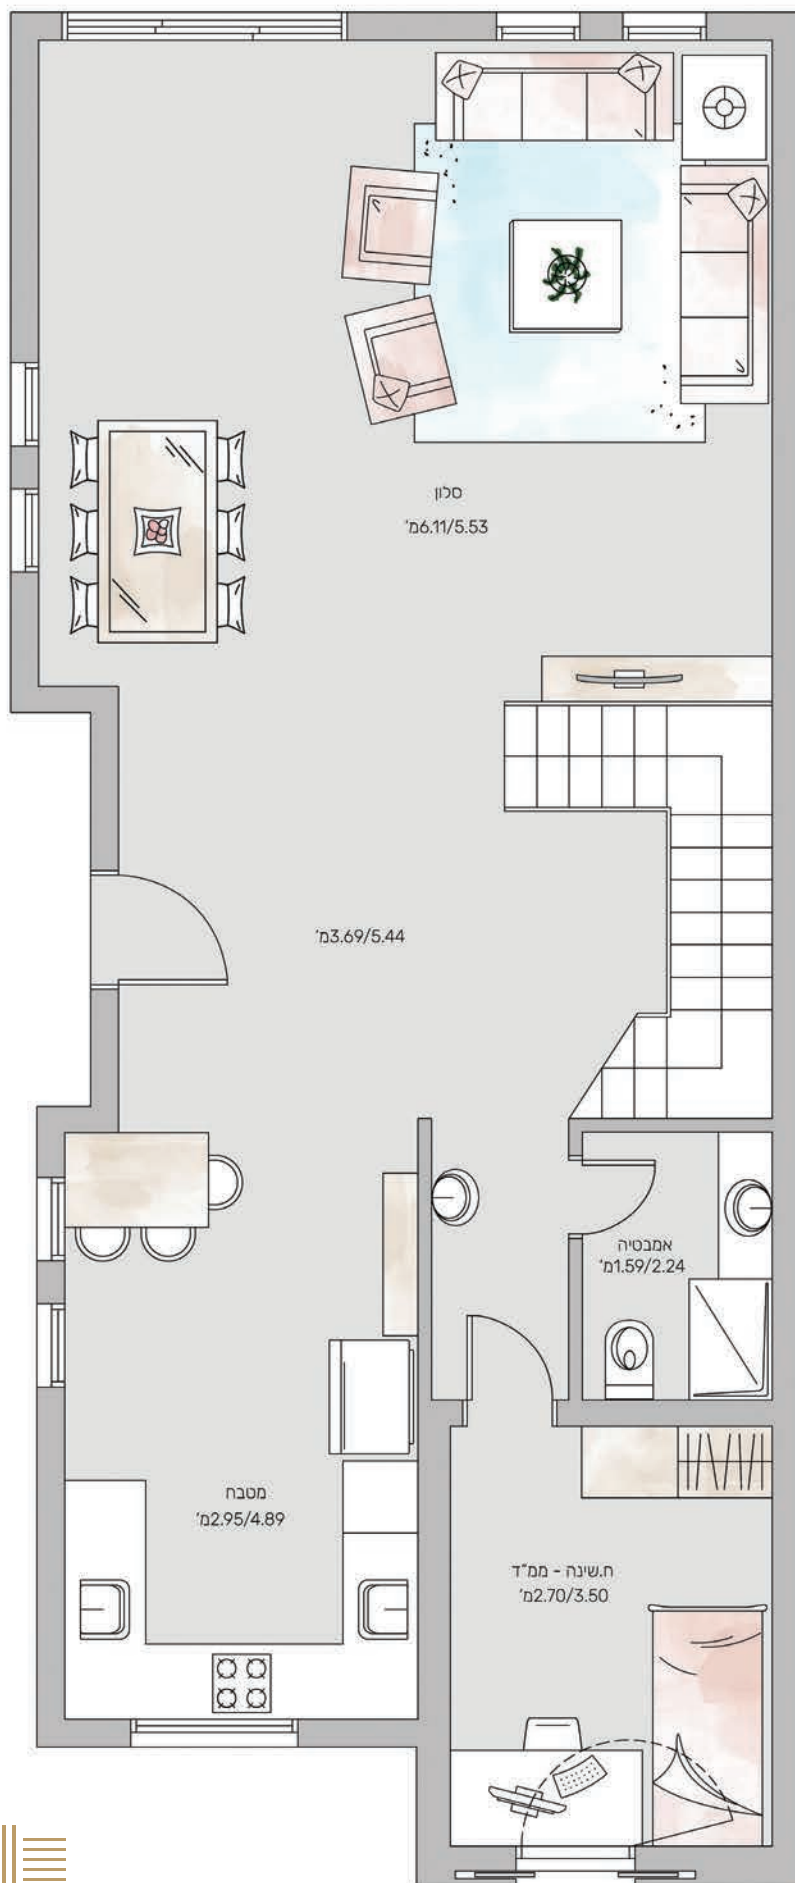 סלון
6.11/5.53מ'
3.69/5.44מ'
אמבטיה
1.59/2.24מ'
מטבח
2.95/4.89מ'
ח.שינה - ממ"ד
2.70/3.50מ'